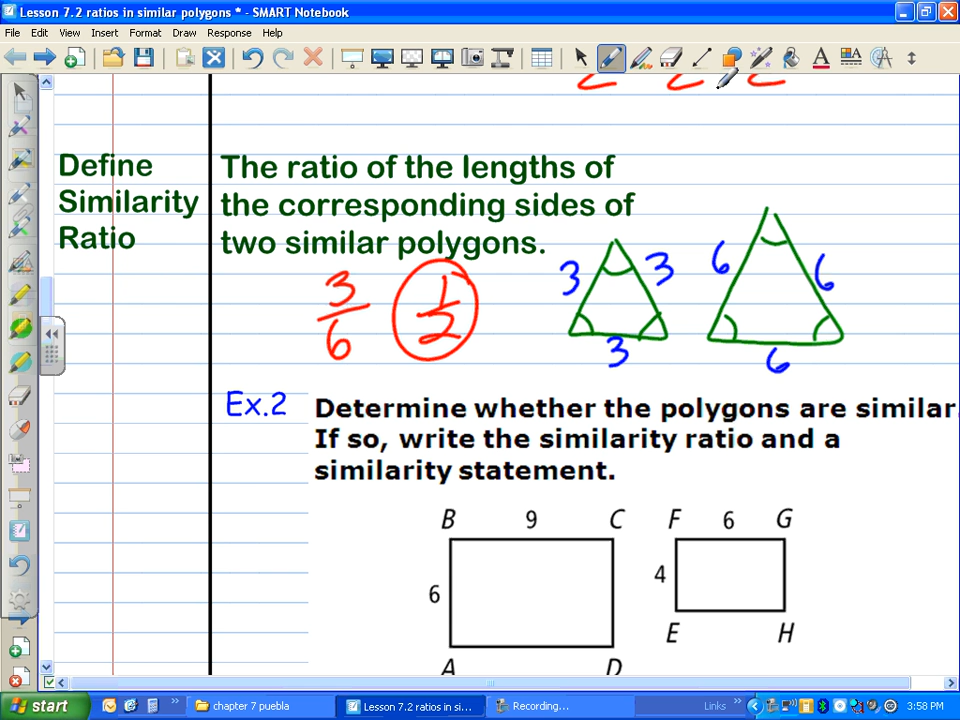 Lesson 7.2 ratios in similar polygons * - SMART Notebook
File Edit View Insert Format Draw Response Help
2 2 2
Define
Similarity
Ratio
The ratio of the lengths of
the corresponding sides of
two similar polygons.
3
6
1
2
3 3
3
6 6
6
Ex.2
Determine whether the polygons are similar.
If so, write the similarity ratio and a
similarity statement.
B 9 C F 6 G
6 4
E H
A D
start chapter 7 puebla Lesson 7.2 ratios in si... Recording... Links » 3:58 PM